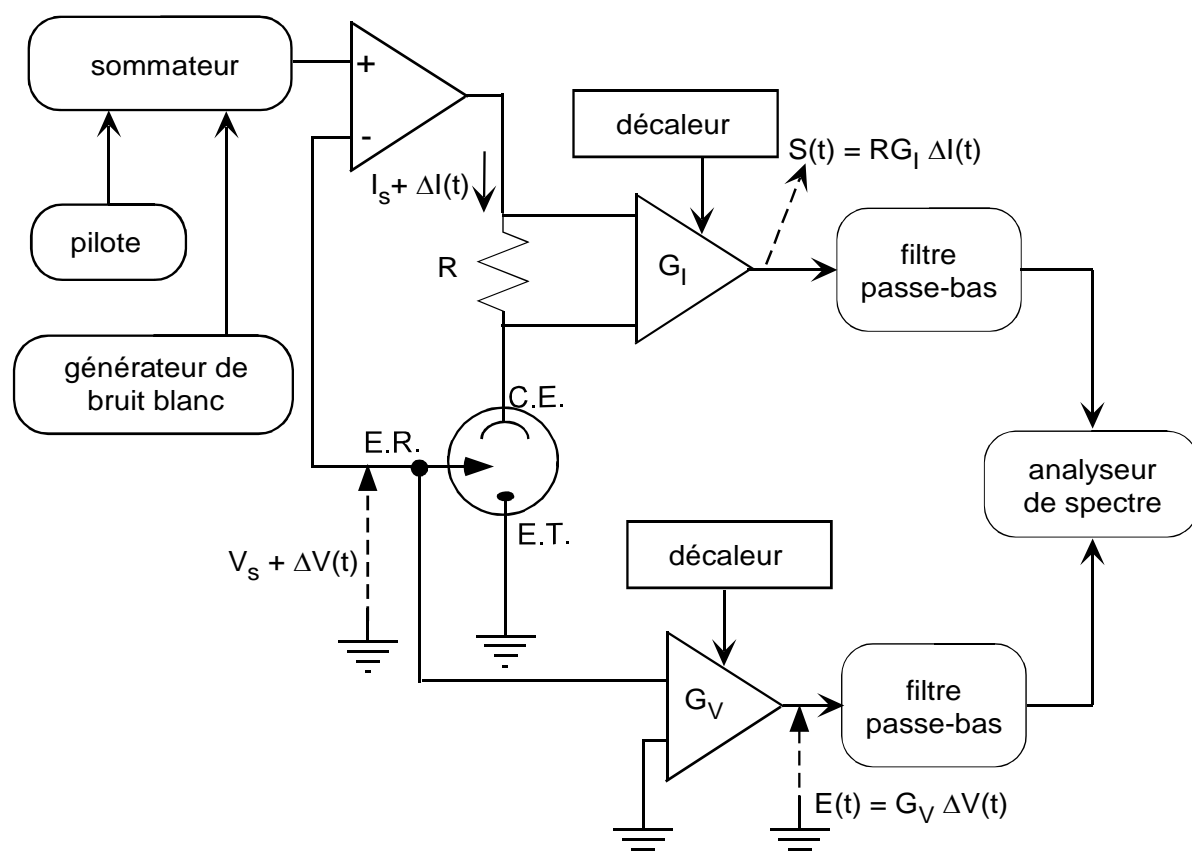 sommateur
+
-
pilote
générateur de
bruit blanc
I_s + ΔI(t)
R
décaleur
G_I
S(t) = RG_I ΔI(t)
filtre
passe-bas
C.E.
E.R.
E.T.
V_s + ΔV(t)
analyseur
de spectre
décaleur
G_V
filtre
passe-bas
E(t) = G_V ΔV(t)